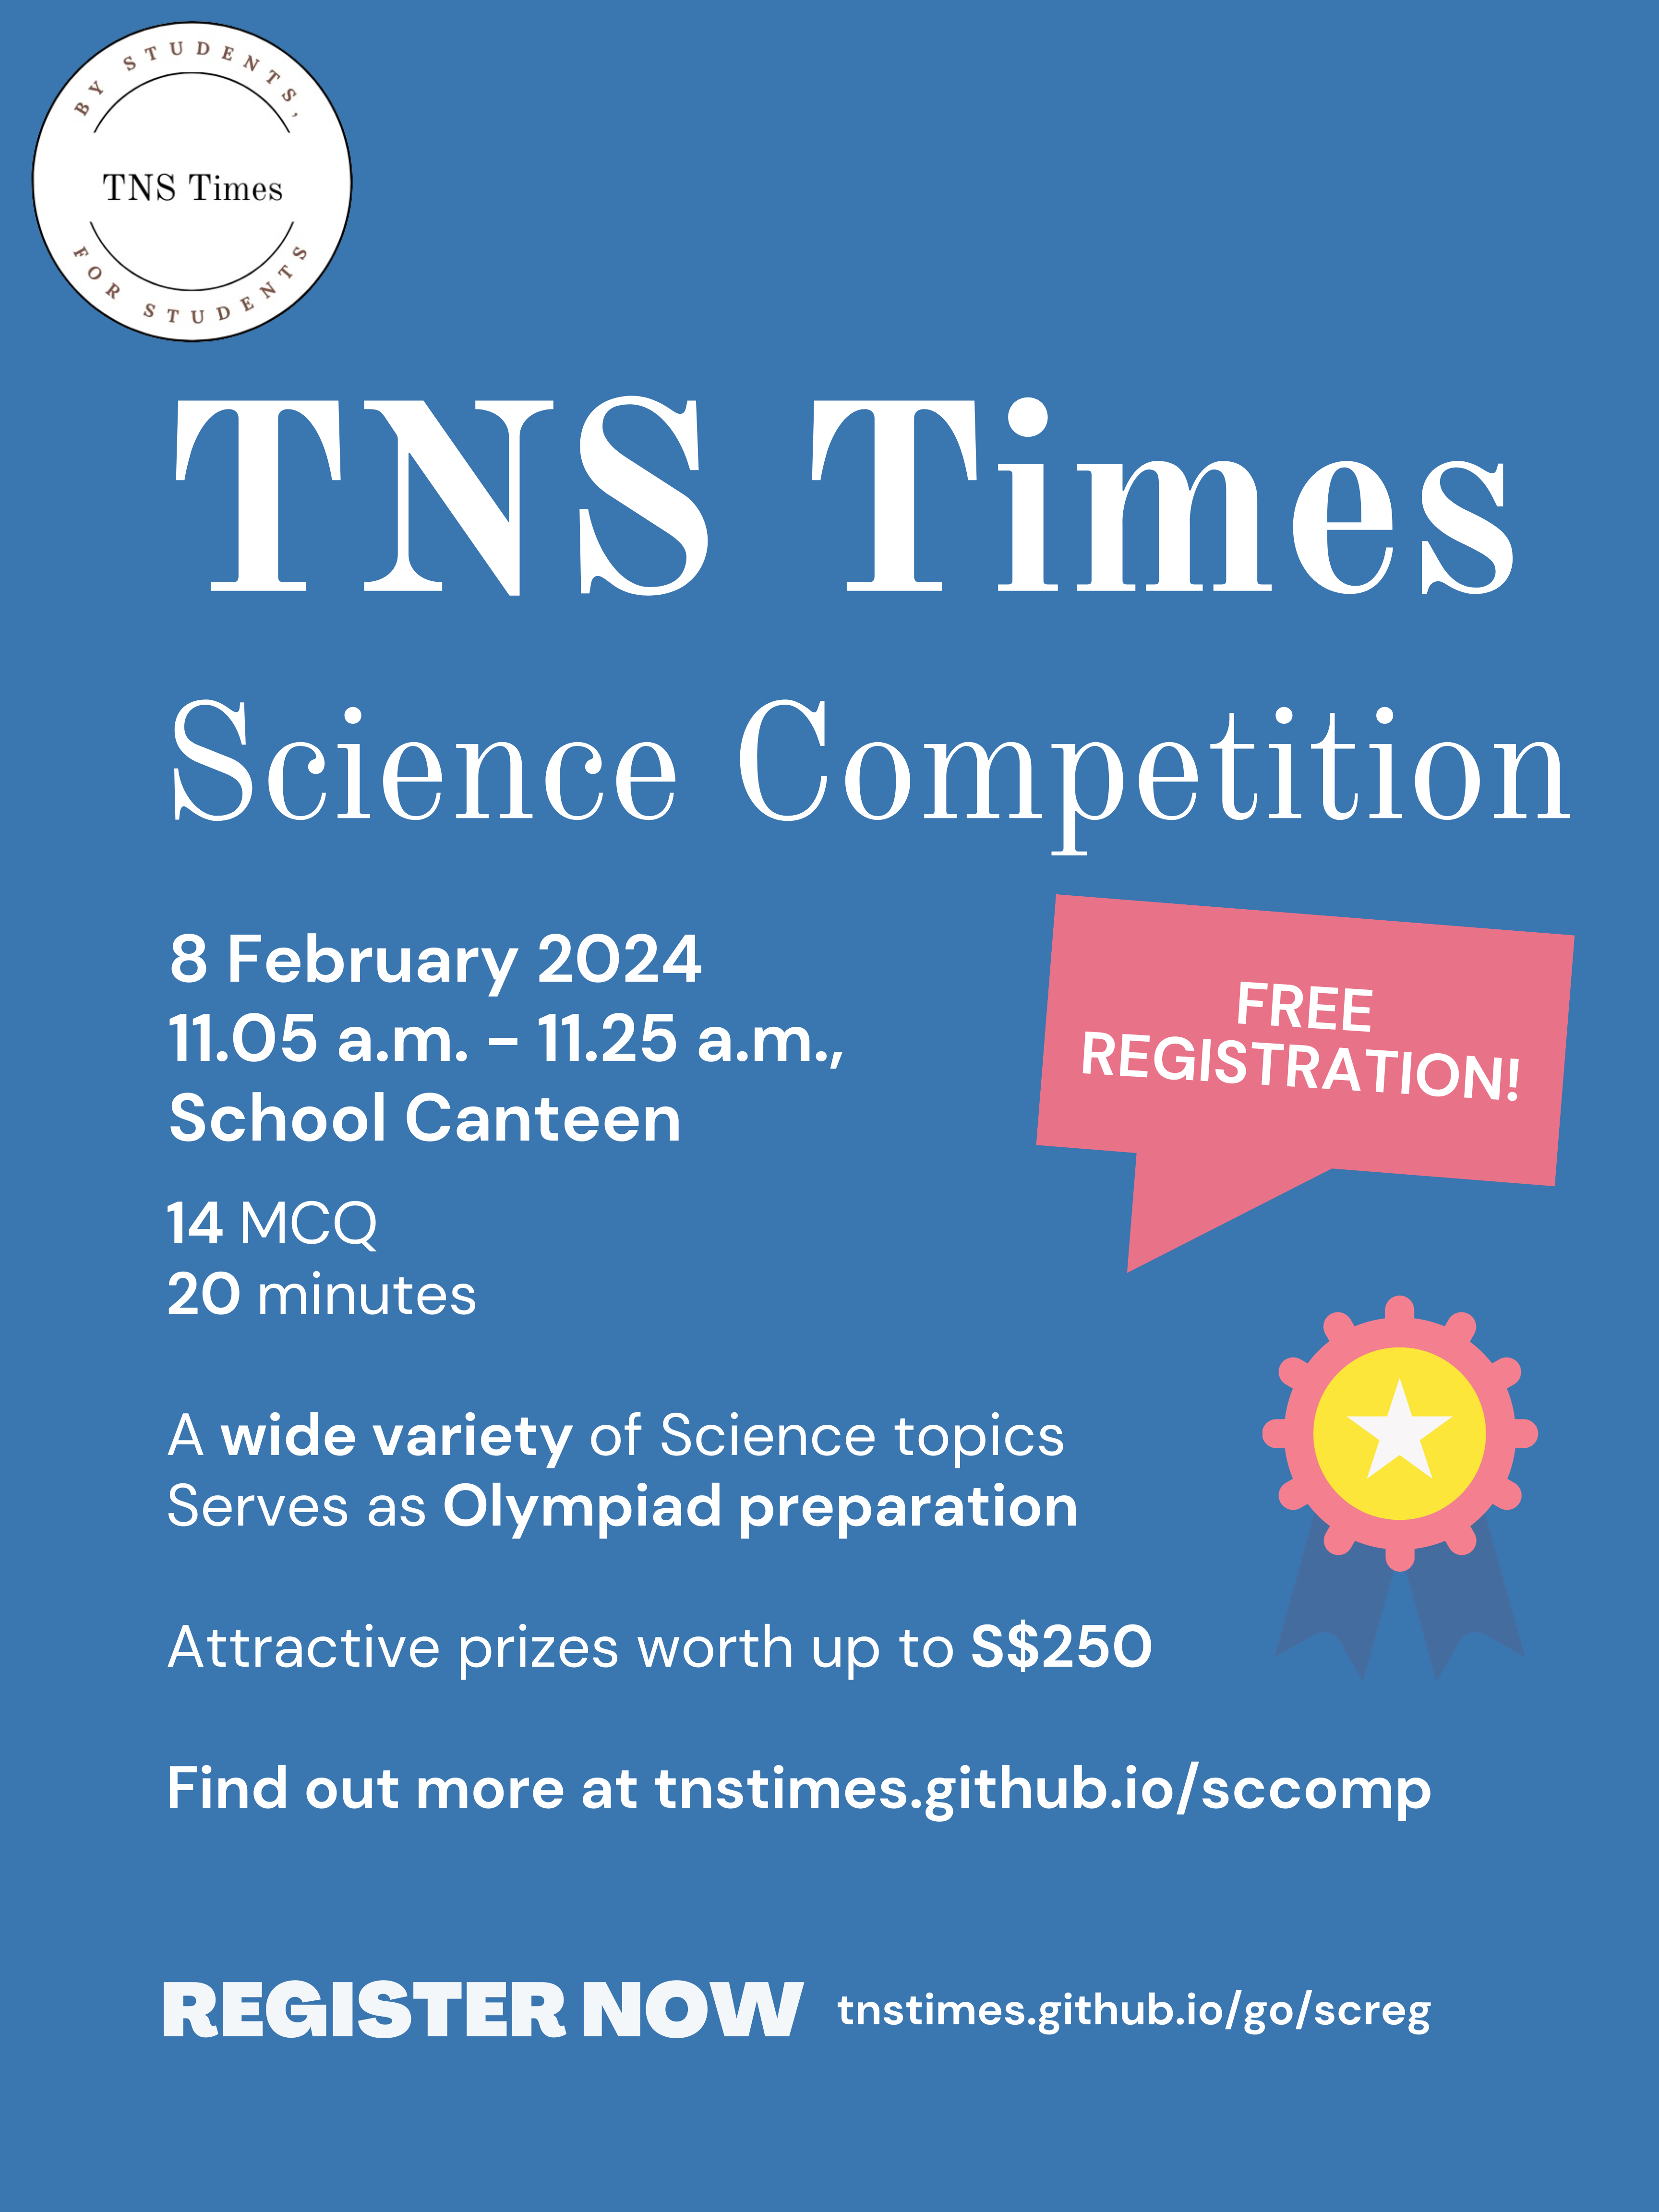 BY STUDENTS,
TNS Times
FOR STUDENTS
TNS Times
Science Competition
8 February 2024
11.05 a.m. – 11.25 a.m.,
School Canteen
FREE
REGISTRATION!
14 MCQ
20 minutes
A wide variety of Science topics
Serves as Olympiad preparation
Attractive prizes worth up to S$250
Find out more at tnstimes.github.io/sccomp
REGISTER NOW tnstimes.github.io/go/screg